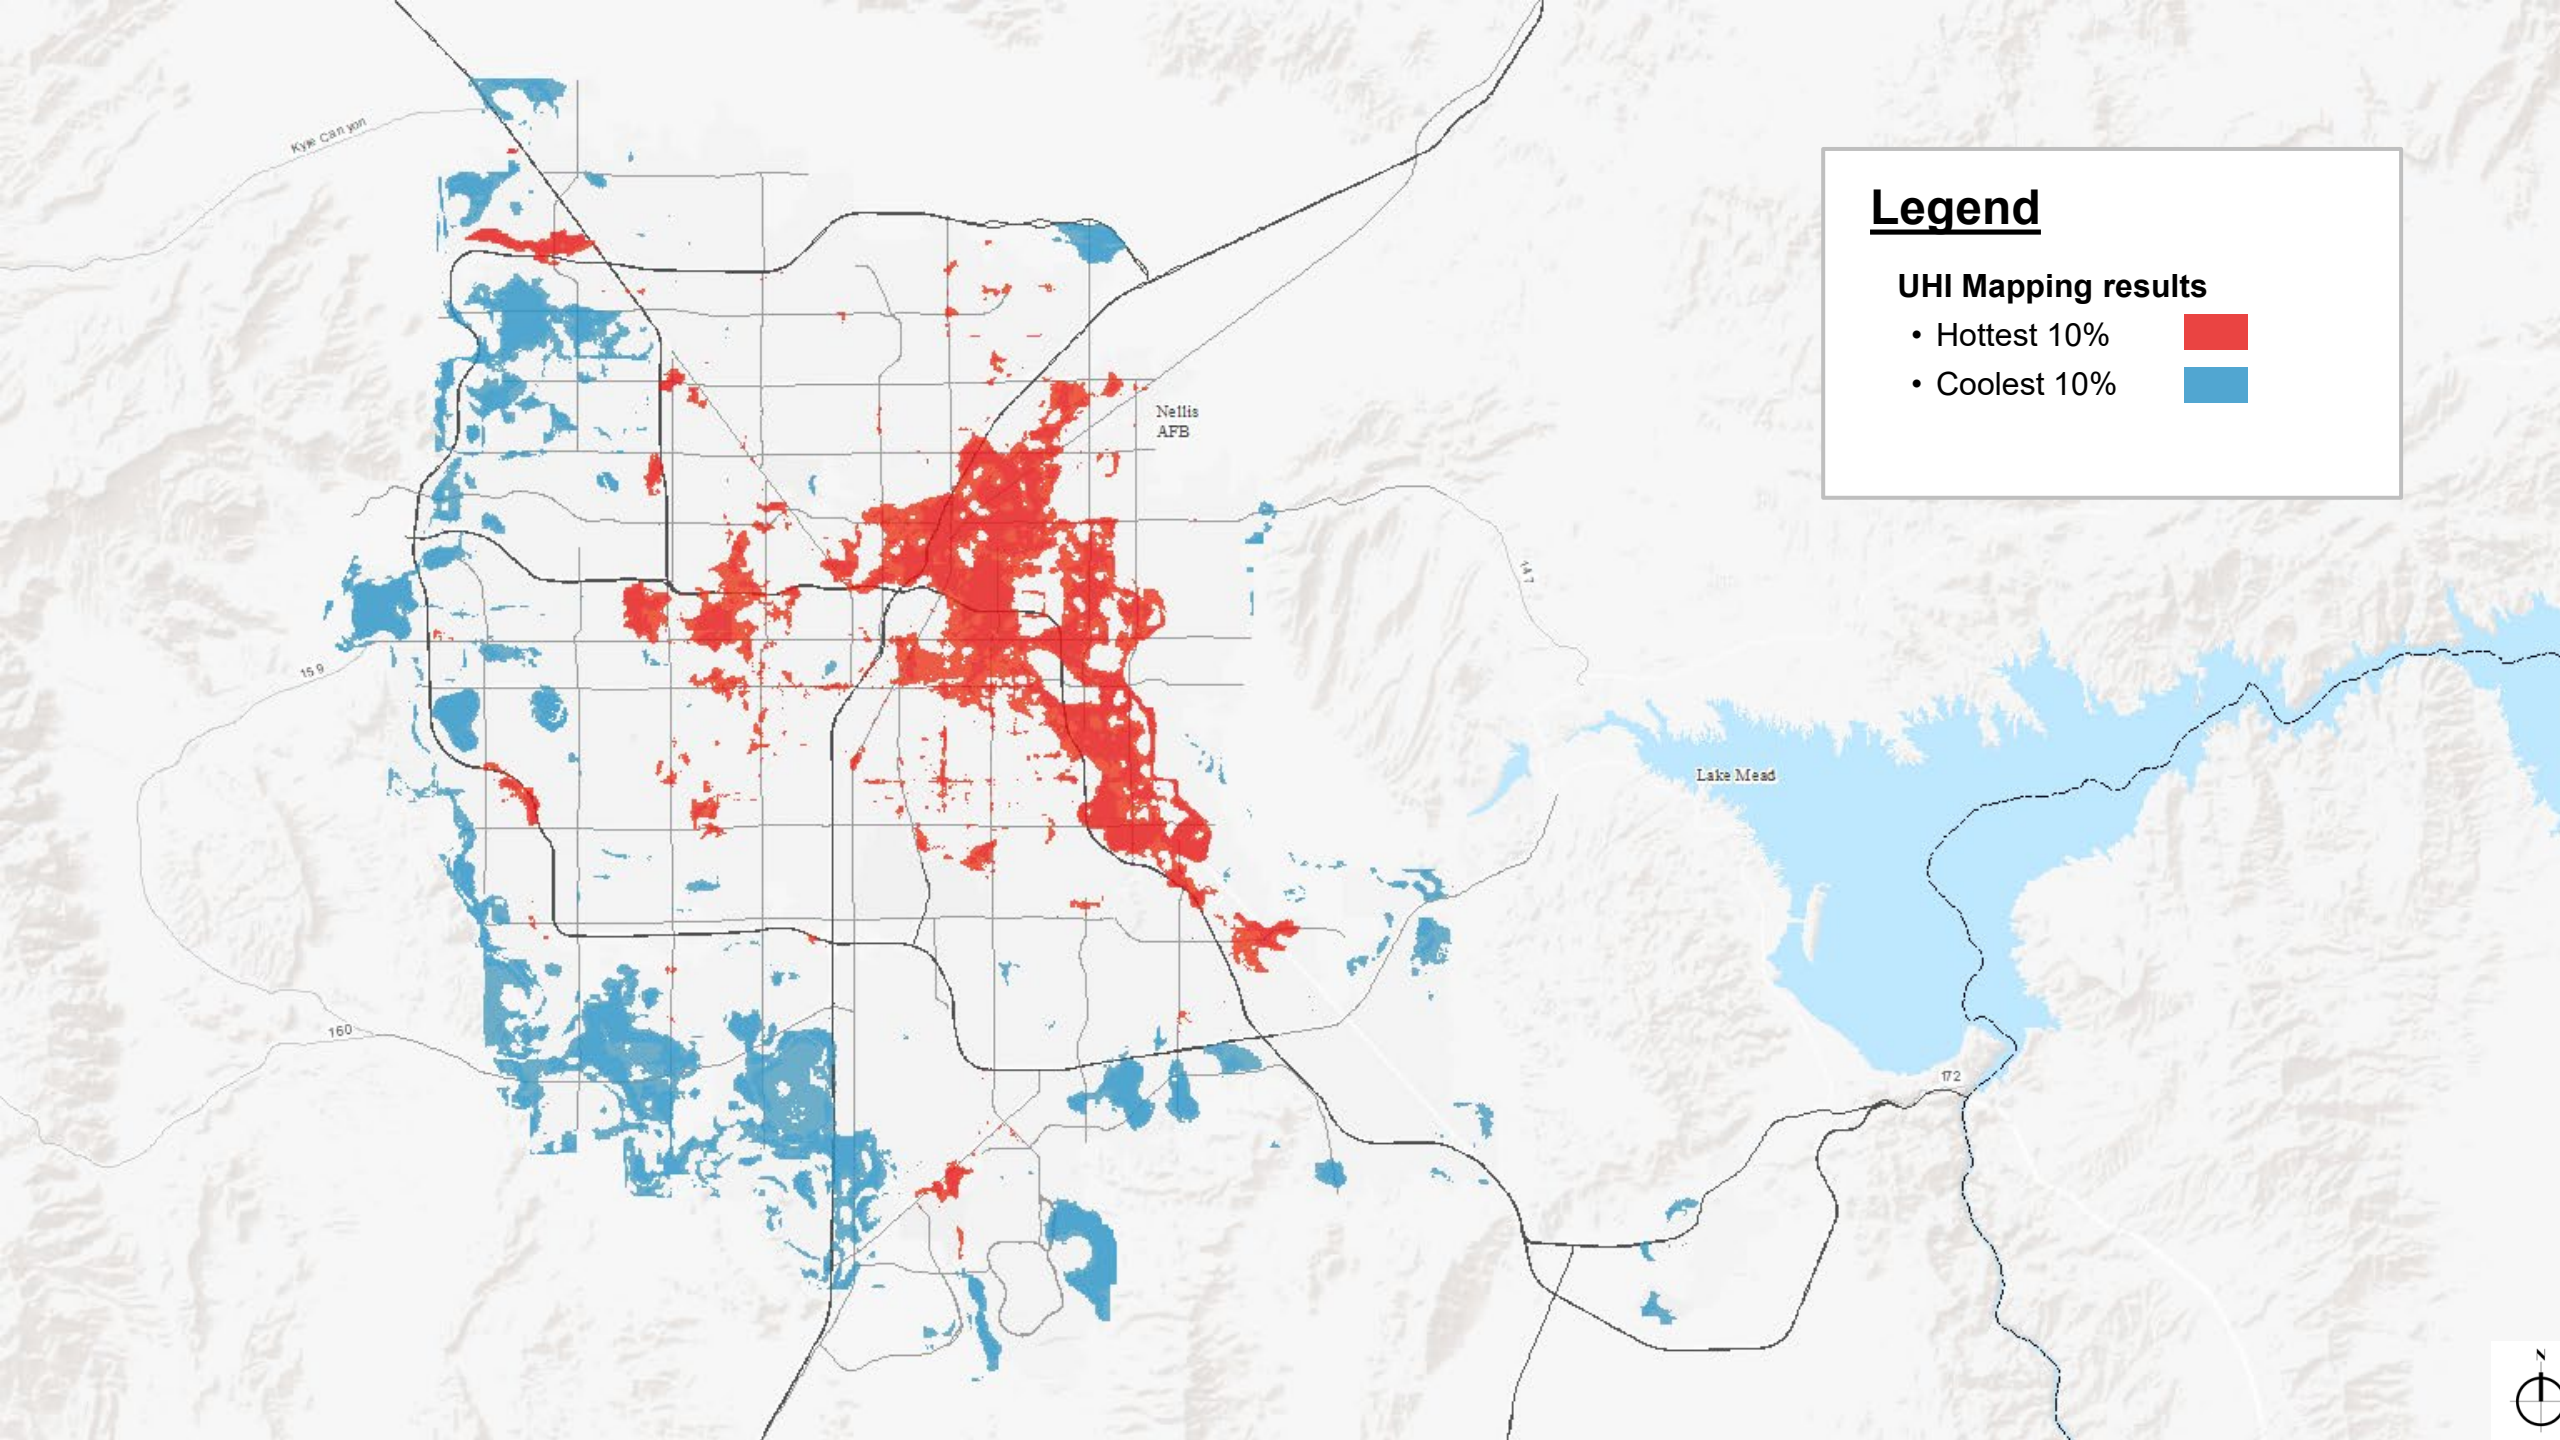 Kyle Canyon
Legend
UHI Mapping results
• Hottest 10%
• Coolest 10%
Nellis
AFB
147
159
Lake Mead
160
172
N